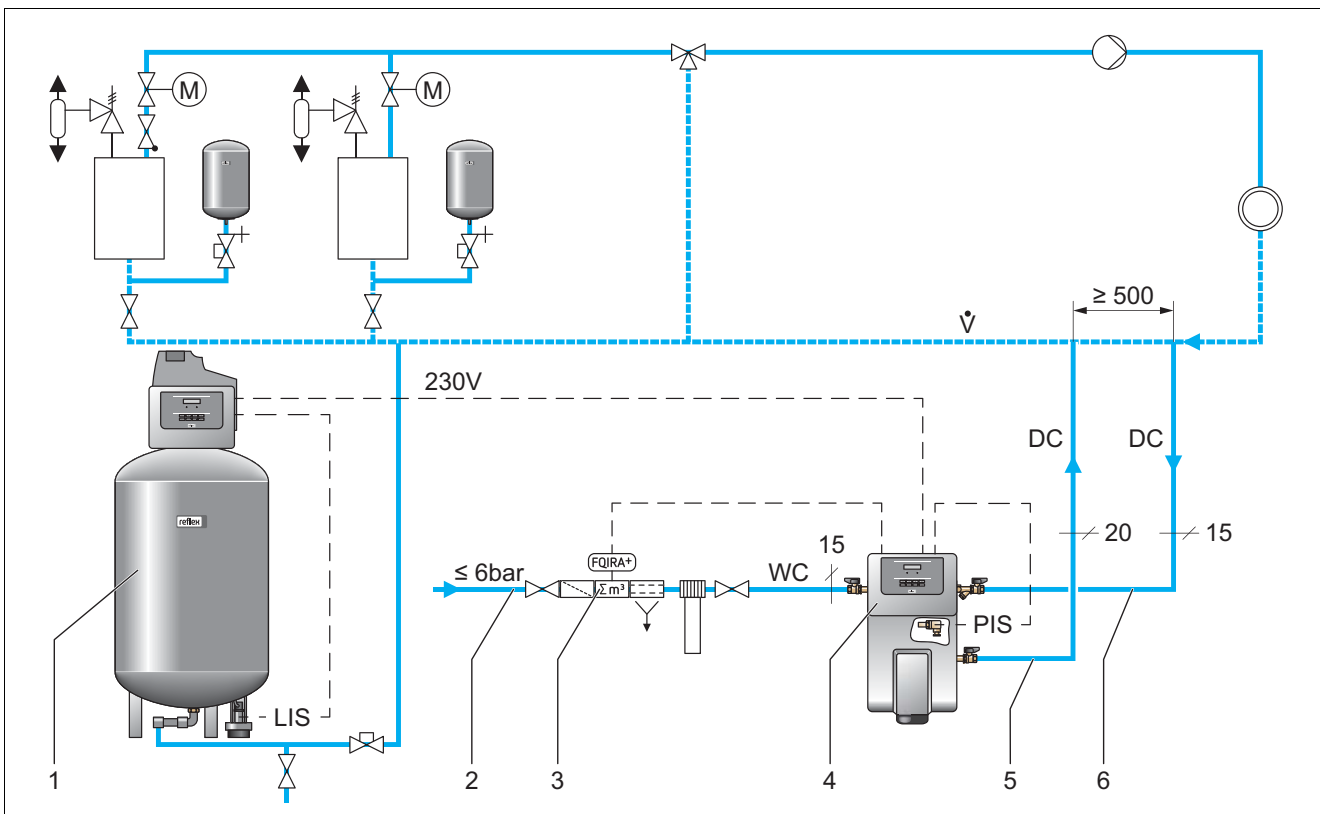 M
M
≥ 500
V̇
230V
DC
DC
20
15
reflex
FQIRA+
15
≤ 6bar
Σm³
WC
PIS
LIS
1
2
3
4
5
6